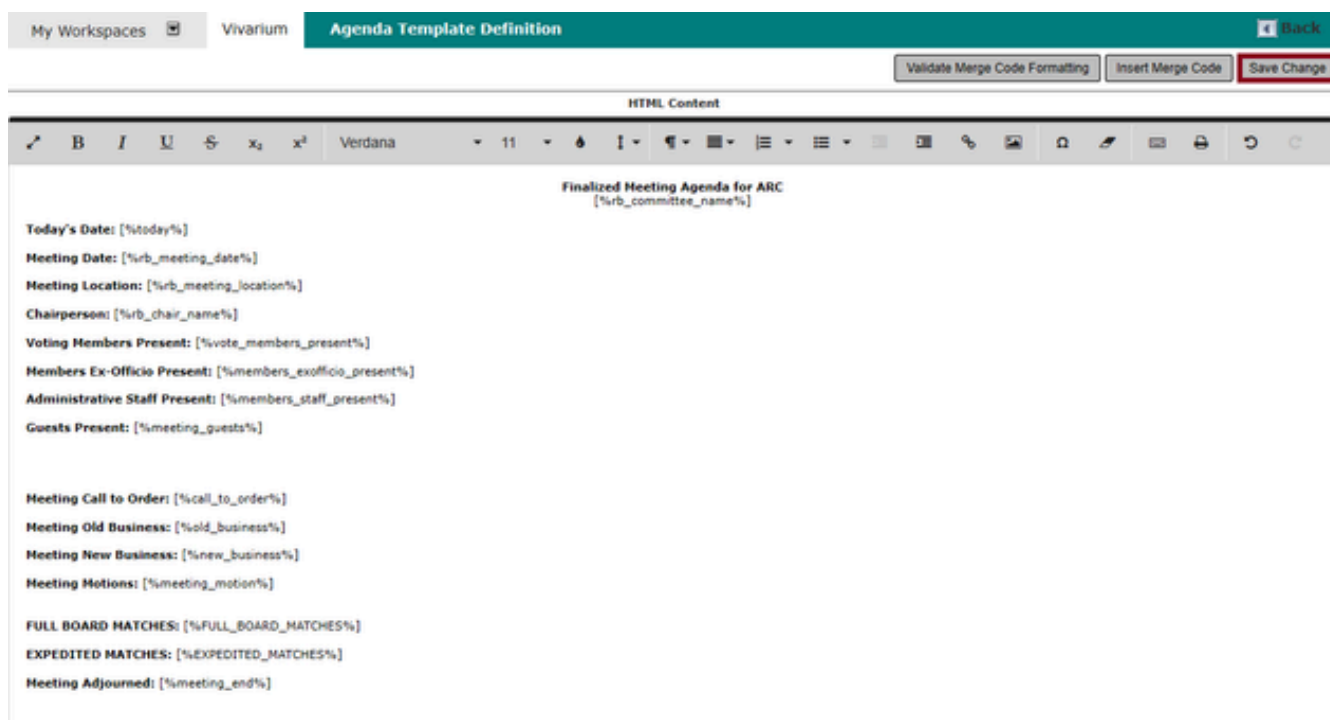 My Workspaces Vivarium Agenda Template Definition Back
Validate Merge Code Formatting Insert Merge Code Save Change
HTML Content
B I U S x₂ x² Verdana 11 ¶ Ω
Finalized Meeting Agenda for ARC
[%rb_committee_name%]
Today's Date: [%today%]
Meeting Date: [%rb_meeting_date%]
Meeting Location: [%rb_meeting_location%]
Chairperson: [%rb_chair_name%]
Voting Members Present: [%vote_members_present%]
Members Ex-Officio Present: [%members_exofficio_present%]
Administrative Staff Present: [%members_staff_present%]
Guests Present: [%meeting_guests%]
Meeting Call to Order: [%call_to_order%]
Meeting Old Business: [%old_business%]
Meeting New Business: [%new_business%]
Meeting Motions: [%meeting_motion%]
FULL BOARD MATCHES: [%FULL_BOARD_MATCHES%]
EXPEDITED MATCHES: [%EXPEDITED_MATCHES%]
Meeting Adjourned: [%meeting_end%]